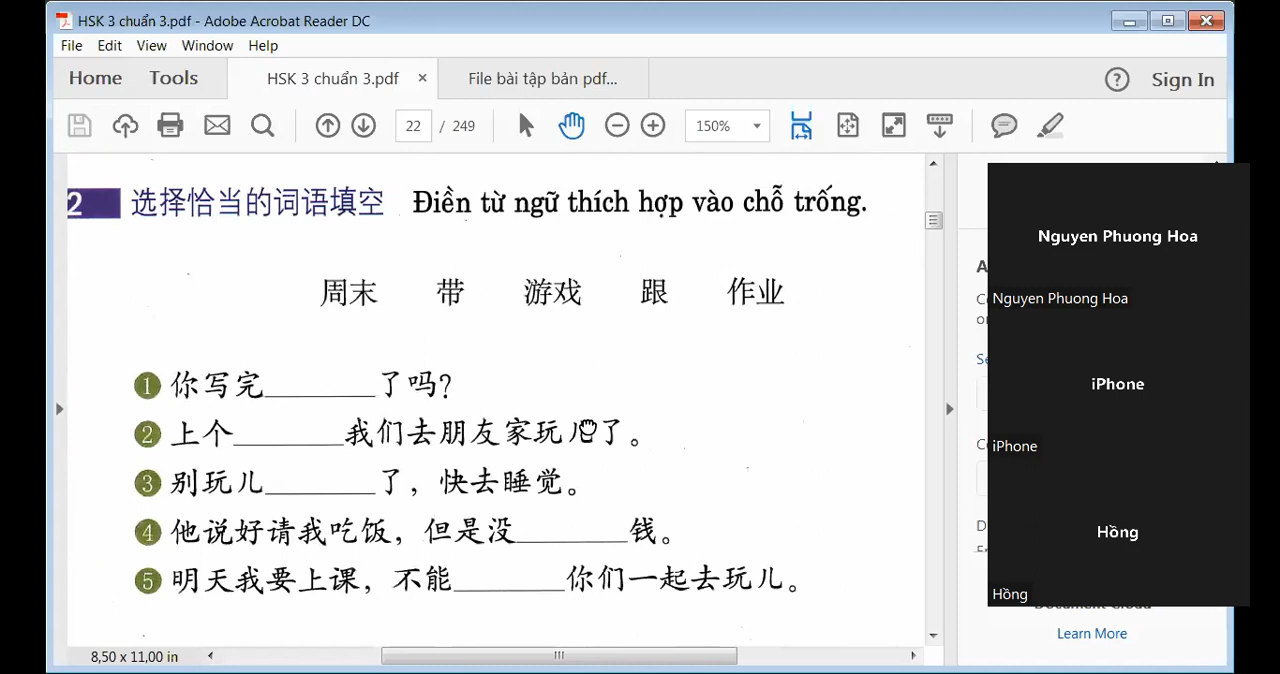 HSK 3 chuẩn 3.pdf - Adobe Acrobat Reader DC
File Edit View Window Help
Home Tools HSK 3 chuẩn 3.pdf × File bài tập bản pdf... Sign In
22 / 249 150%
2 选择恰当的词语填空 Điền từ ngữ thích hợp vào chỗ trống.
周末 带 游戏 跟 作业
1 你写完________了吗?
2 上个________我们去朋友家玩儿了。
3 别玩儿________了，快去睡觉。
4 他说好请我吃饭，但是没________钱。
5 明天我要上课，不能________你们一起去玩儿。
8,50 x 11,00 in
Nguyen Phuong Hoa
Nguyen Phuong Hoa
iPhone
iPhone
Hồng
Hồng
Learn More